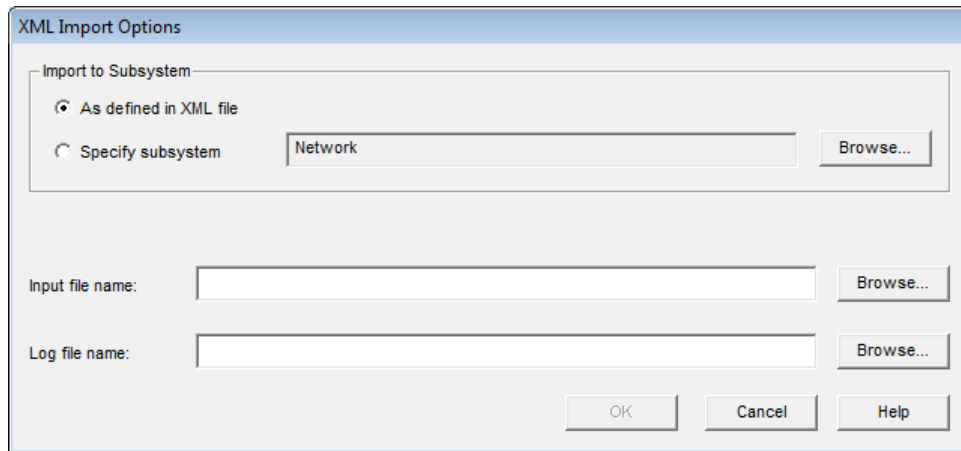 XML Import Options
Import to Subsystem
As defined in XML file
Specify subsystem Network Browse...
Input file name: Browse...
Log file name: Browse...
OK Cancel Help